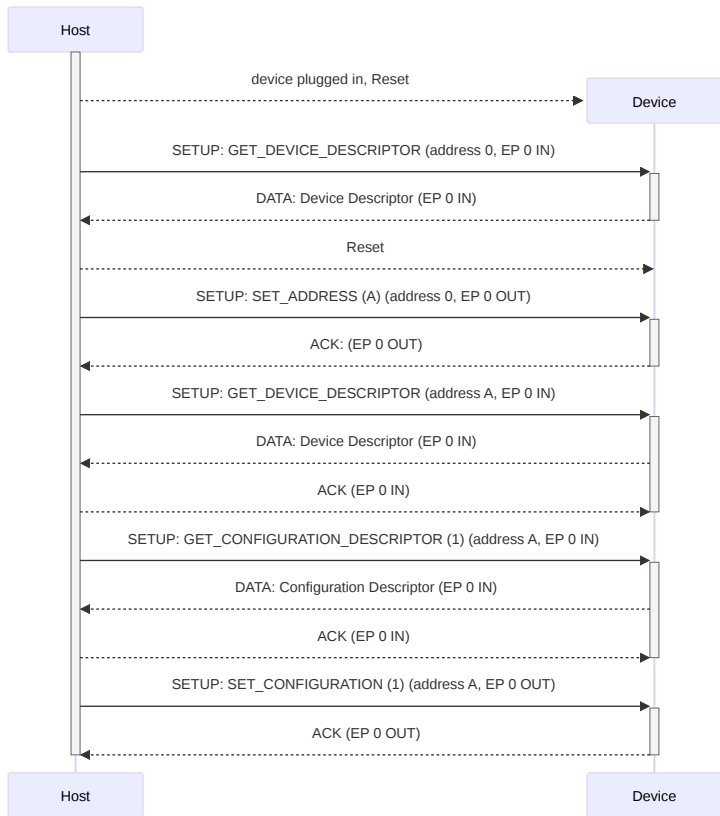 Host
device plugged in, Reset
Device
SETUP: GET_DEVICE_DESCRIPTOR (address 0, EP 0 IN)
DATA: Device Descriptor (EP 0 IN)
Reset
SETUP: SET_ADDRESS (A) (address 0, EP 0 OUT)
ACK: (EP 0 OUT)
SETUP: GET_DEVICE_DESCRIPTOR (address A, EP 0 IN)
DATA: Device Descriptor (EP 0 IN)
ACK (EP 0 IN)
SETUP: GET_CONFIGURATION_DESCRIPTOR (1) (address A, EP 0 IN)
DATA: Configuration Descriptor (EP 0 IN)
ACK (EP 0 IN)
SETUP: SET_CONFIGURATION (1) (address A, EP 0 OUT)
ACK (EP 0 OUT)
Host
Device